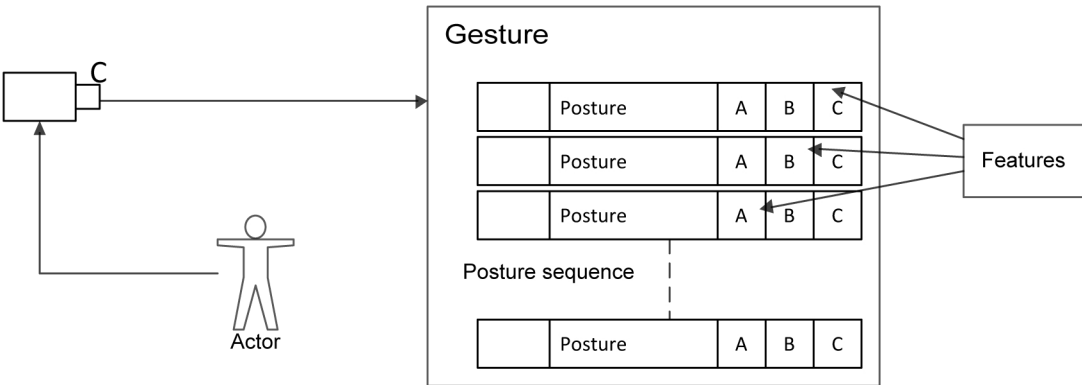 Gesture
C
Posture A B C
Posture A B C
Features
Posture A B C
Posture sequence
Actor
Posture A B C